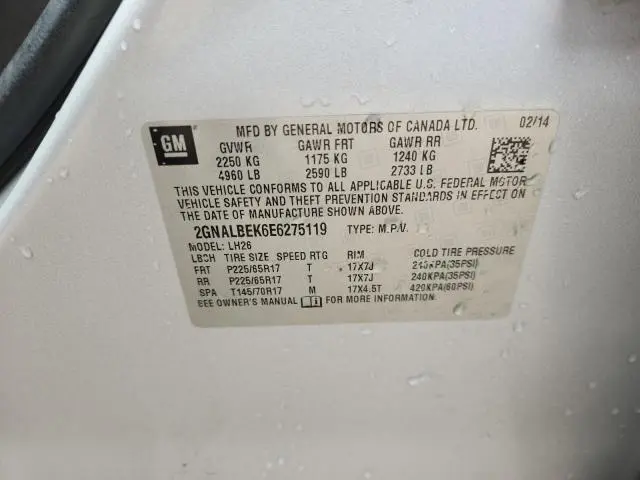 GM
MFD BY GENERAL MOTORS OF CANADA LTD. 02/14
GVWR GAWR FRT GAWR RR
2250 KG 1175 KG 1240 KG
4960 LB 2590 LB 2733 LB
THIS VEHICLE CONFORMS TO ALL APPLICABLE U.S. FEDERAL MOTOR
VEHICLE SAFETY AND THEFT PREVENTION STANDARDS IN EFFECT ON
THE DATE OF MANUFACTURE SHOWN ABOVE.
2GNALBEK6E6275119 TYPE: M.P.V.
MODEL: LH26
TIRE SIZE SPEED RTG RIM COLD TIRE PRESSURE
FRT P225/65R17 T 17X7J 240KPA(35PSI)
RR P225/65R17 T 17X7J 240KPA(35PSI)
SPA T145/70R17 M 17X4.5T 420KPA(60PSI)
SEE OWNER'S MANUAL FOR MORE INFORMATION